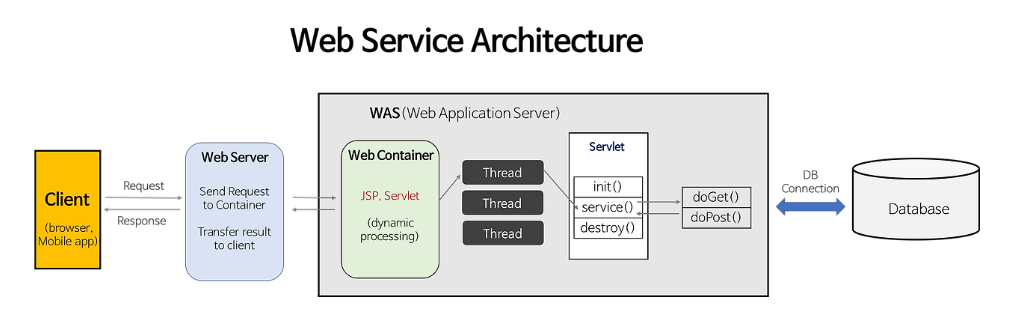 Web Service Architecture
WAS (Web Application Server)
Client
(browser,
Mobile app)
Request
Response
Web Server
Send Request
to Container
Transfer result
to client
Web Container
JSP, Servlet
(dynamic
processing)
Thread
Thread
Thread
Servlet
init()
service()
destroy()
doGet()
doPost()
DB
Connection
Database